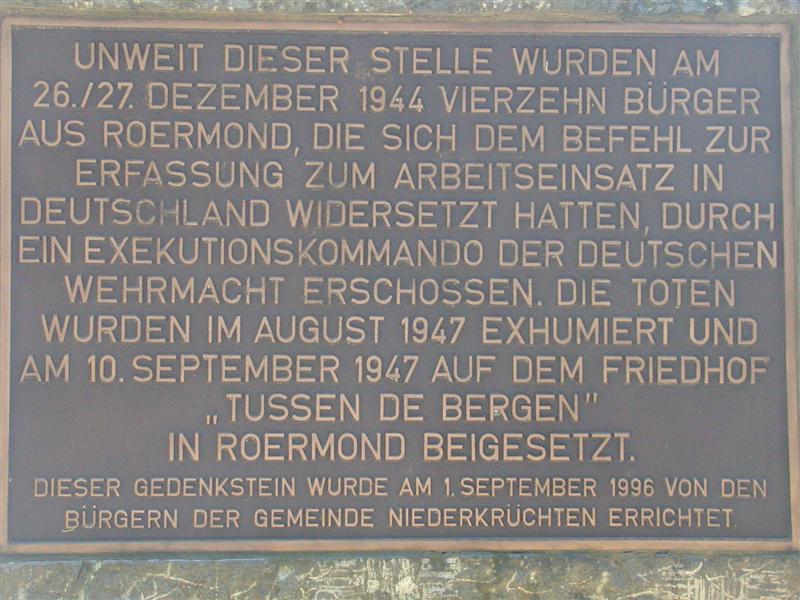 UNWEIT DIESER STELLE WURDEN AM
26./27. DEZEMBER 1944 VIERZEHN BÜRGER
AUS ROERMOND, DIE SICH DEM BEFEHL ZUR
ERFASSUNG ZUM ARBEITSEINSATZ IN
DEUTSCHLAND WIDERSETZT HATTEN, DURCH
EIN EXEKUTIONSKOMMANDO DER DEUTSCHEN
WEHRMACHT ERSCHOSSEN. DIE TOTEN
WURDEN IM AUGUST 1947 EXHUMIERT UND
AM 10. SEPTEMBER 1947 AUF DEM FRIEDHOF
„TUSSEN DE BERGEN”
IN ROERMOND BEIGESETZT.
DIESER GEDENKSTEIN WURDE AM 1. SEPTEMBER 1996 VON DEN
BÜRGERN DER GEMEINDE NIEDERKRÜCHTEN ERRICHTET.